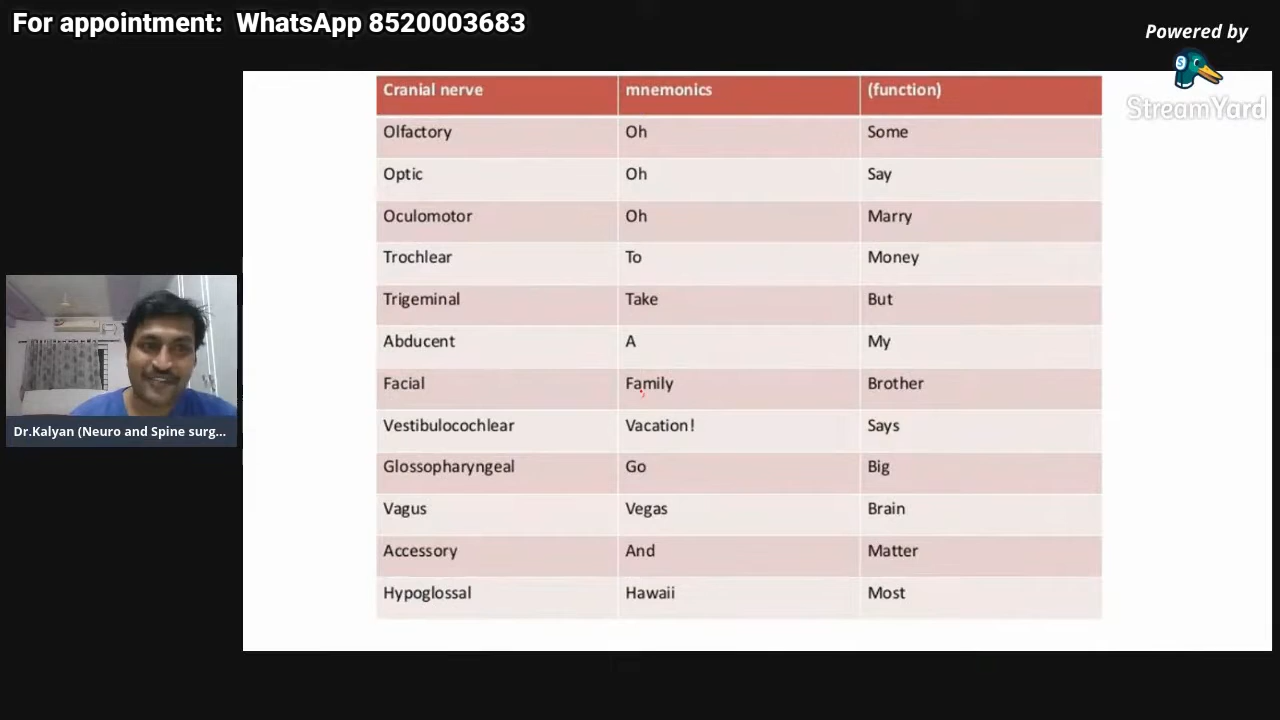 For appointment: WhatsApp 8520003683
Powered by
StreamYard
Cranial nerve mnemonics (function)
Olfactory Oh Some
Optic Oh Say
Oculomotor Oh Marry
Trochlear To Money
Trigeminal Take But
Abducent A My
Facial Family Brother
Vestibulocochlear Vacation! Says
Glossopharyngeal Go Big
Vagus Vegas Brain
Accessory And Matter
Hypoglossal Hawaii Most
Dr.Kalyan (Neuro and Spine surg...